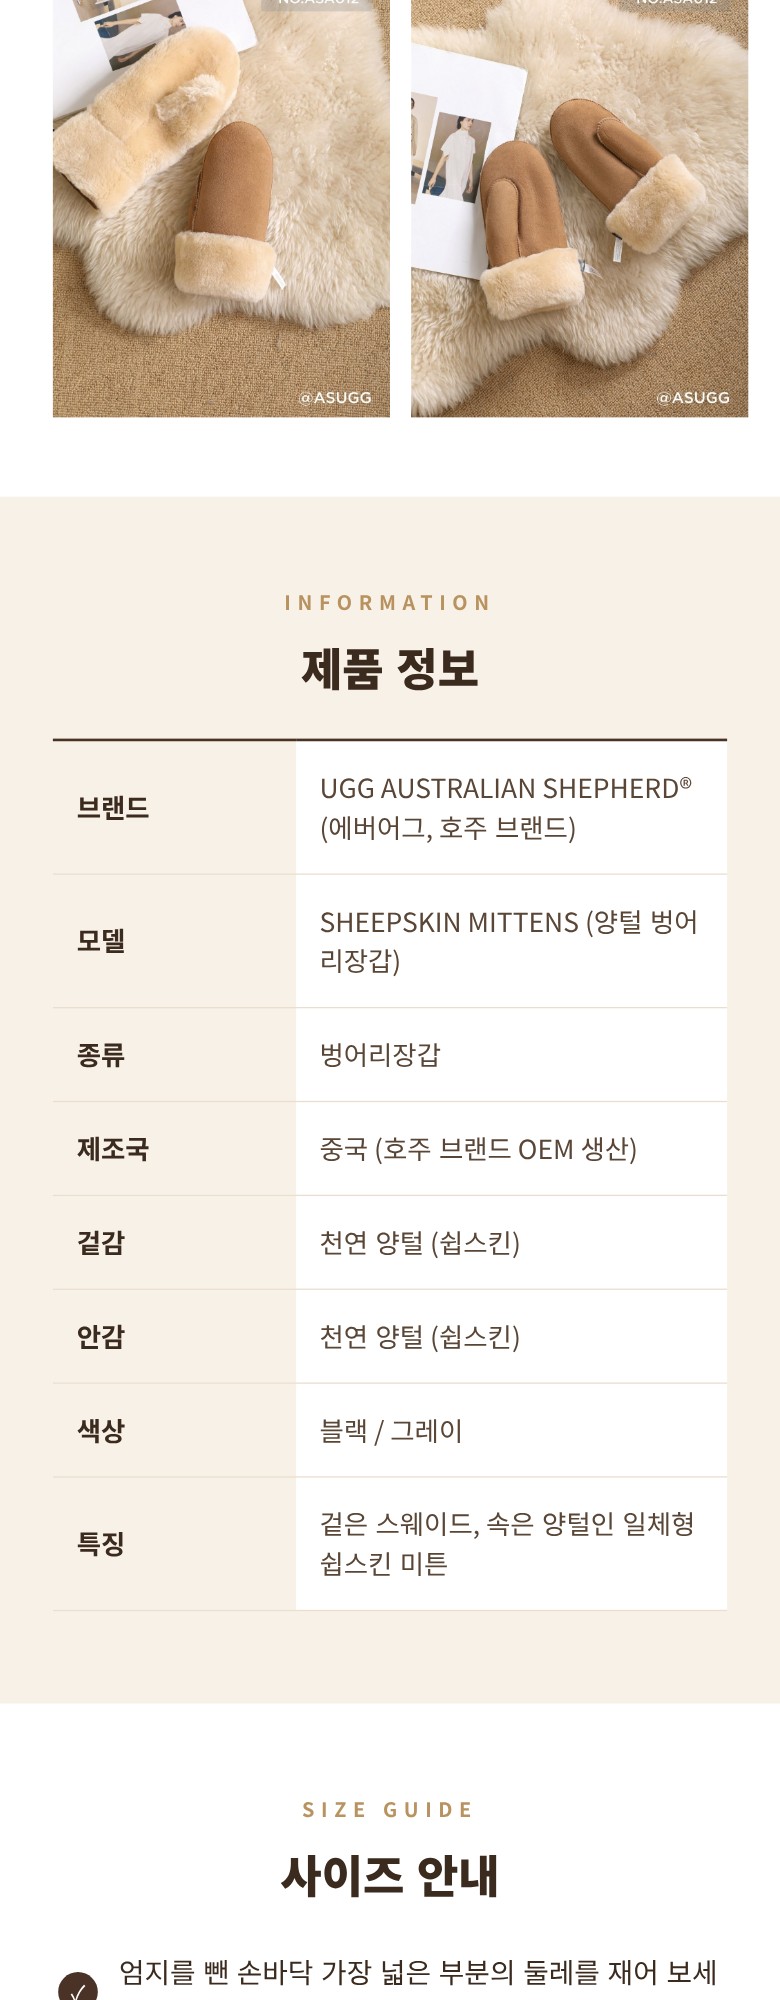 NO.ASA012
NO.ASA012
@ASUGG
@ASUGG
INFORMATION
제품 정보
브랜드
UGG AUSTRALIAN SHEPHERD®
(에버어그, 호주 브랜드)
모델
SHEEPSKIN MITTENS (양털 벙어
리장갑)
종류
벙어리장갑
제조국
중국 (호주 브랜드 OEM 생산)
겉감
천연 양털 (쉽스킨)
안감
천연 양털 (쉽스킨)
색상
블랙 / 그레이
특징
겉은 스웨이드, 속은 양털인 일체형
쉽스킨 미튼
SIZE GUIDE
사이즈 안내
엄지를 뺀 손바닥 가장 넓은 부분의 둘레를 재어 보세